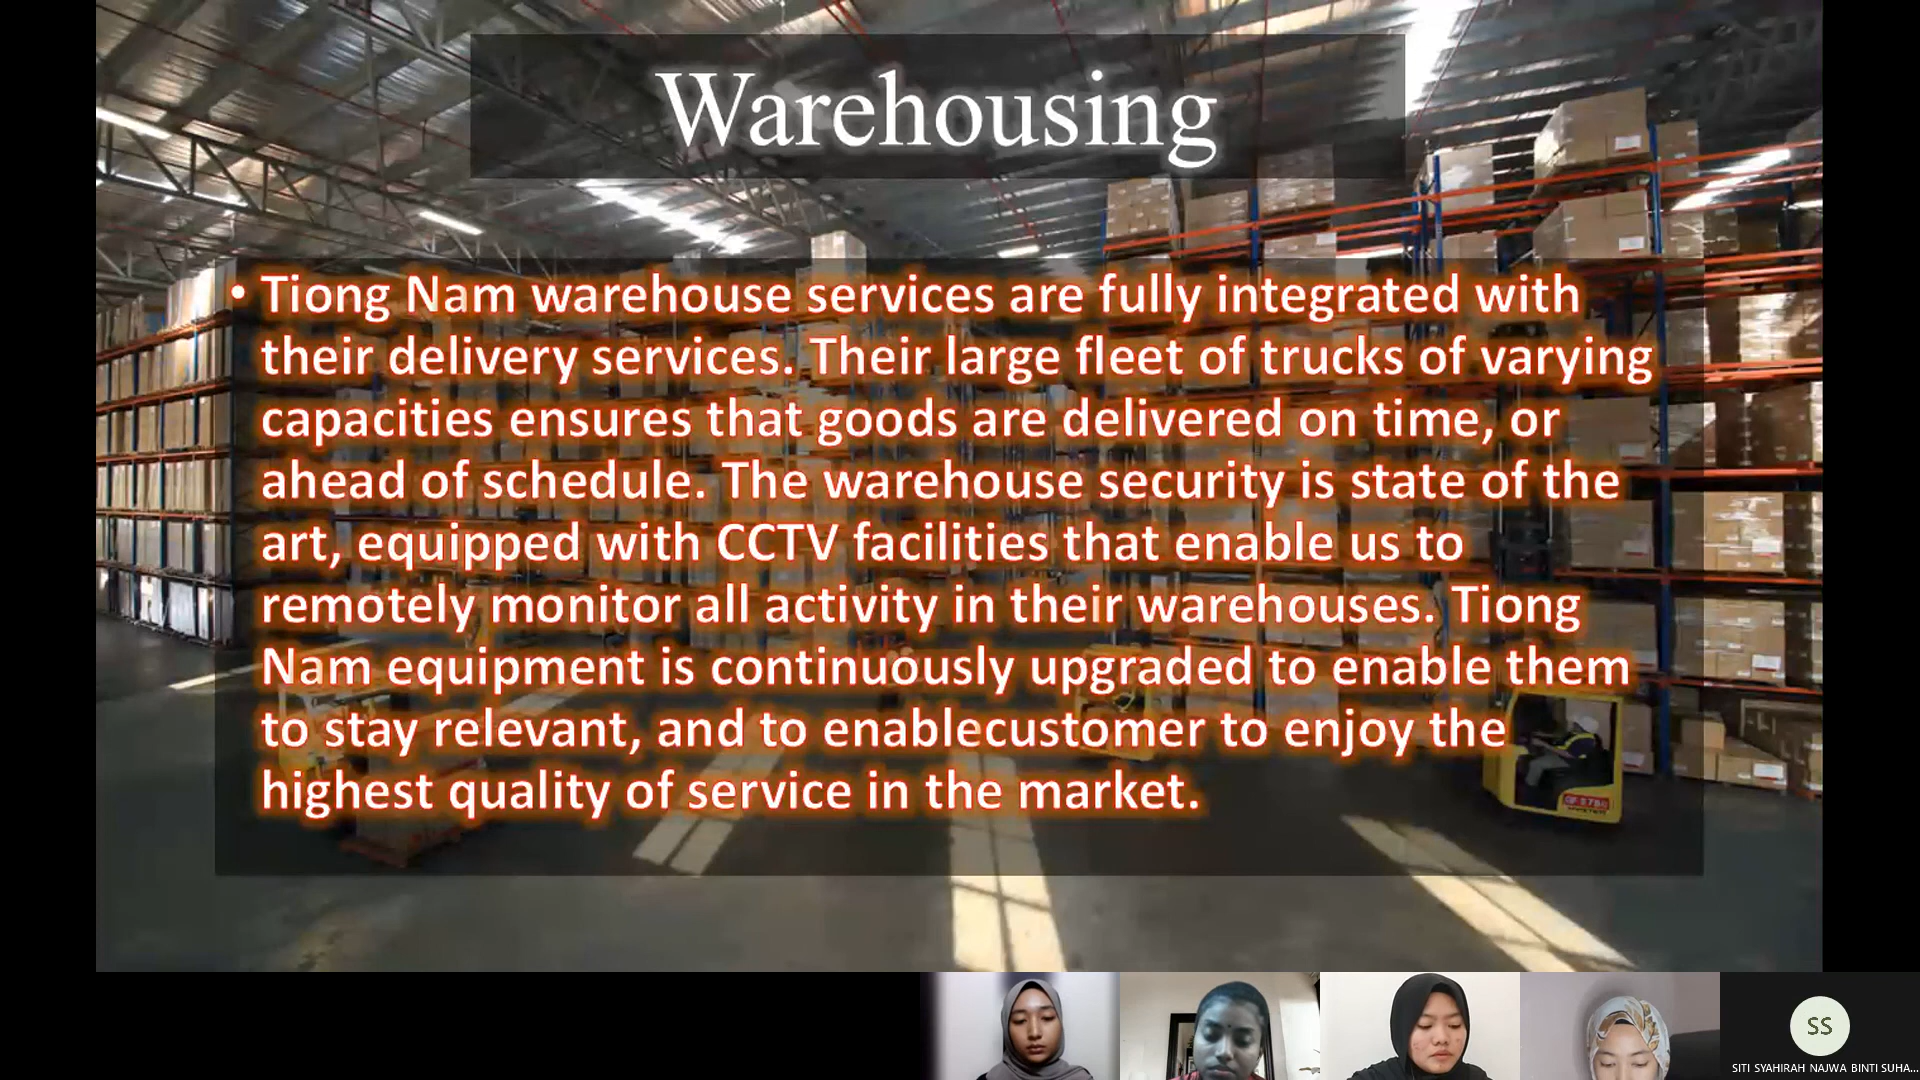 Warehousing
• Tiong Nam warehouse services are fully integrated with
their delivery services. Their large fleet of trucks of varying
capacities ensures that goods are delivered on time, or
ahead of schedule. The warehouse security is state of the
art, equipped with CCTV facilities that enable us to
remotely monitor all activity in their warehouses. Tiong
Nam equipment is continuously upgraded to enable them
to stay relevant, and to enablecustomer to enjoy the
highest quality of service in the market.
SS
SITI SYAHIRAH NAJWA BINTI SUHA...